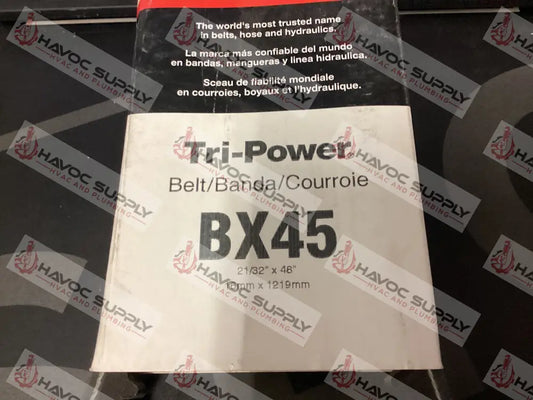 The world's most trusted name
in belts, hose and hydraulics.
La marca más confiable del mundo
en bandas, mangueras y linea hidraulica.
Sceau de fiabilité mondiale
en courroies, boyaux et l'hydraulique.
Tri-Power
Belt/Banda/Courroie
BX45
21/32" x 48"
x 1219mm
HAVOC SUPPLY
HVAC AND PLUMBING